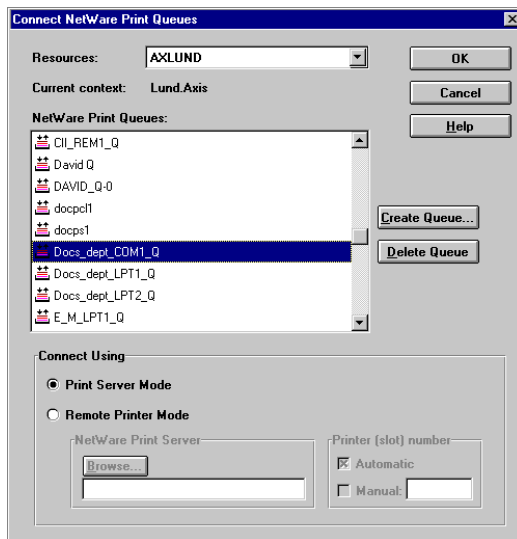 Connect NetWare Print Queues
Resources: AXLUND OK
Current context: Lund.Axis Cancel
NetWare Print Queues: Help
CII_REM1_Q
David Q
DAVID_Q-0
docpcl1
docps1
Create Queue...
Docs_dept_COM1_Q
Delete Queue
Docs_dept_LPT1_Q
Docs_dept_LPT2_Q
E_M_LPT1_Q
Connect Using
Print Server Mode
Remote Printer Mode
NetWare Print Server Printer (slot) number
Browse... Automatic
Manual: